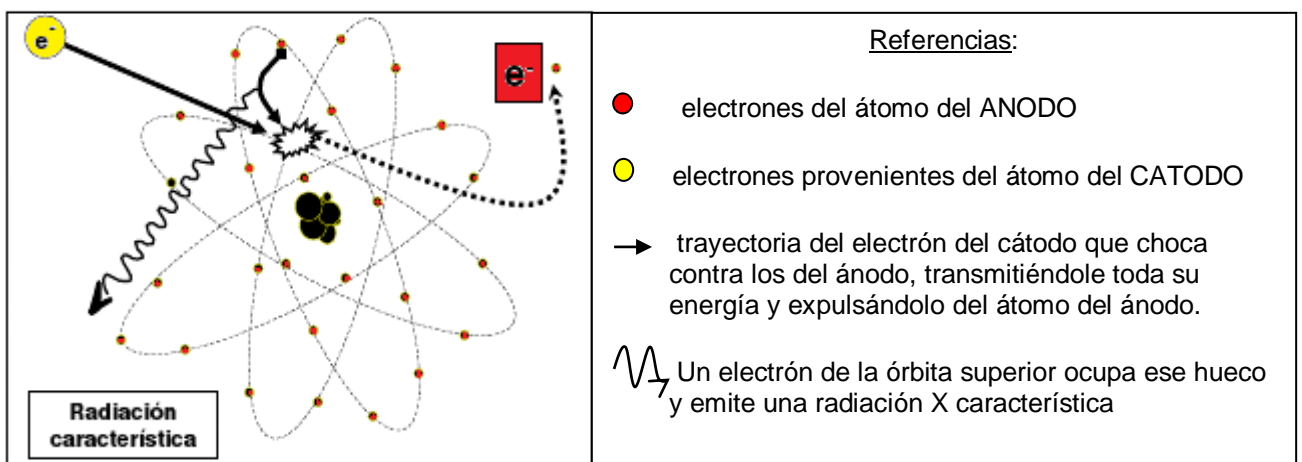 e-
e-
Radiación
característica
Referencias:
electrones del átomo del ANODO
electrones provenientes del átomo del CATODO
trayectoria del electrón del cátodo que choca
contra los del ánodo, transmitiéndole toda su
energía y expulsándolo del átomo del ánodo.
Un electrón de la órbita superior ocupa ese hueco
y emite una radiación X característica